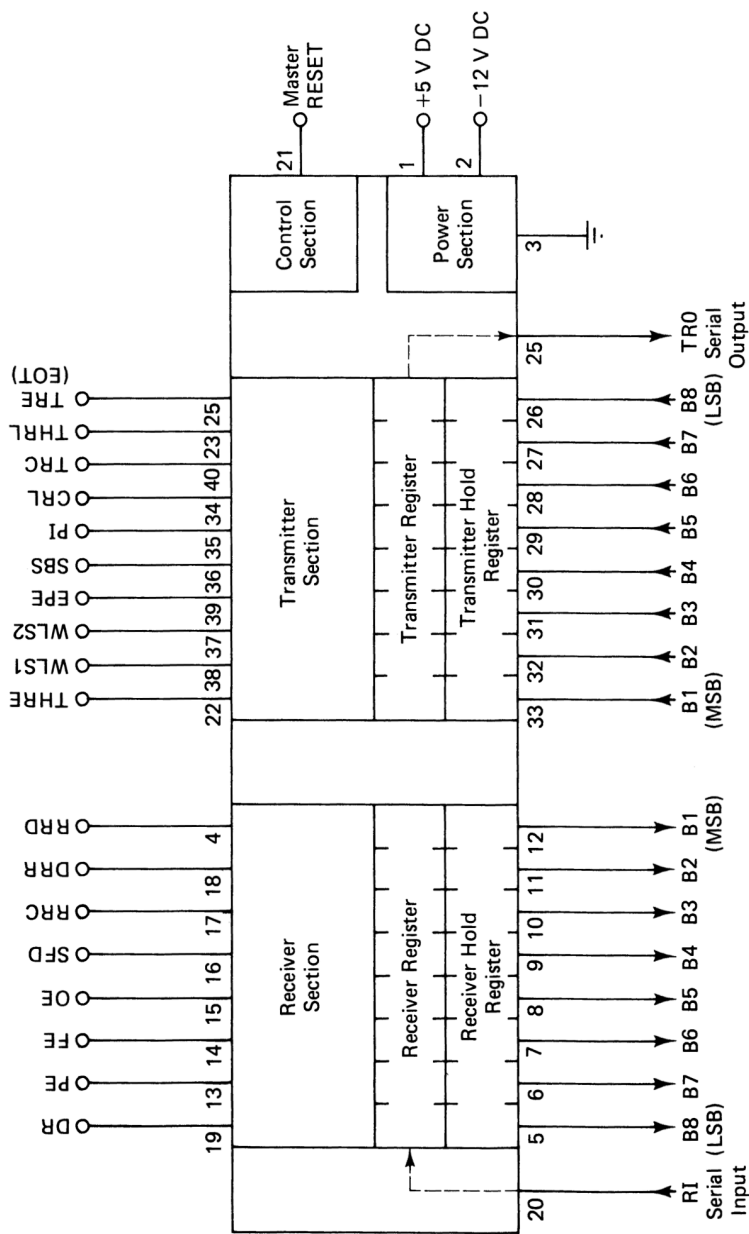 DR
PE
FE
OE
SFD
RRC
DRR
RRD
THRE
WLS1
WLS2
EPE
SBS
PI
CRL
TRC
THRL
TRE
(EOT)
19
13
14
15
16
17
18
4
22
38
37
39
36
35
34
40
23
25
Receiver
Section
Receiver Register
Receiver Hold
Register
Transmitter
Section
Transmitter Register
Transmitter Hold
Register
Control
Section
21
Master
RESET
Power
Section
1
+5 V DC
2
−12 V DC
3
20
5
6
7
8
9
10
11
12
33
32
31
30
29
28
27
26
25
RI
Serial
Input
B8
(LSB)
B7
B6
B5
B4
B3
B2
B1
(MSB)
B1
(MSB)
B2
B3
B4
B5
B6
B7
B8
(LSB)
TR0
Serial
Output